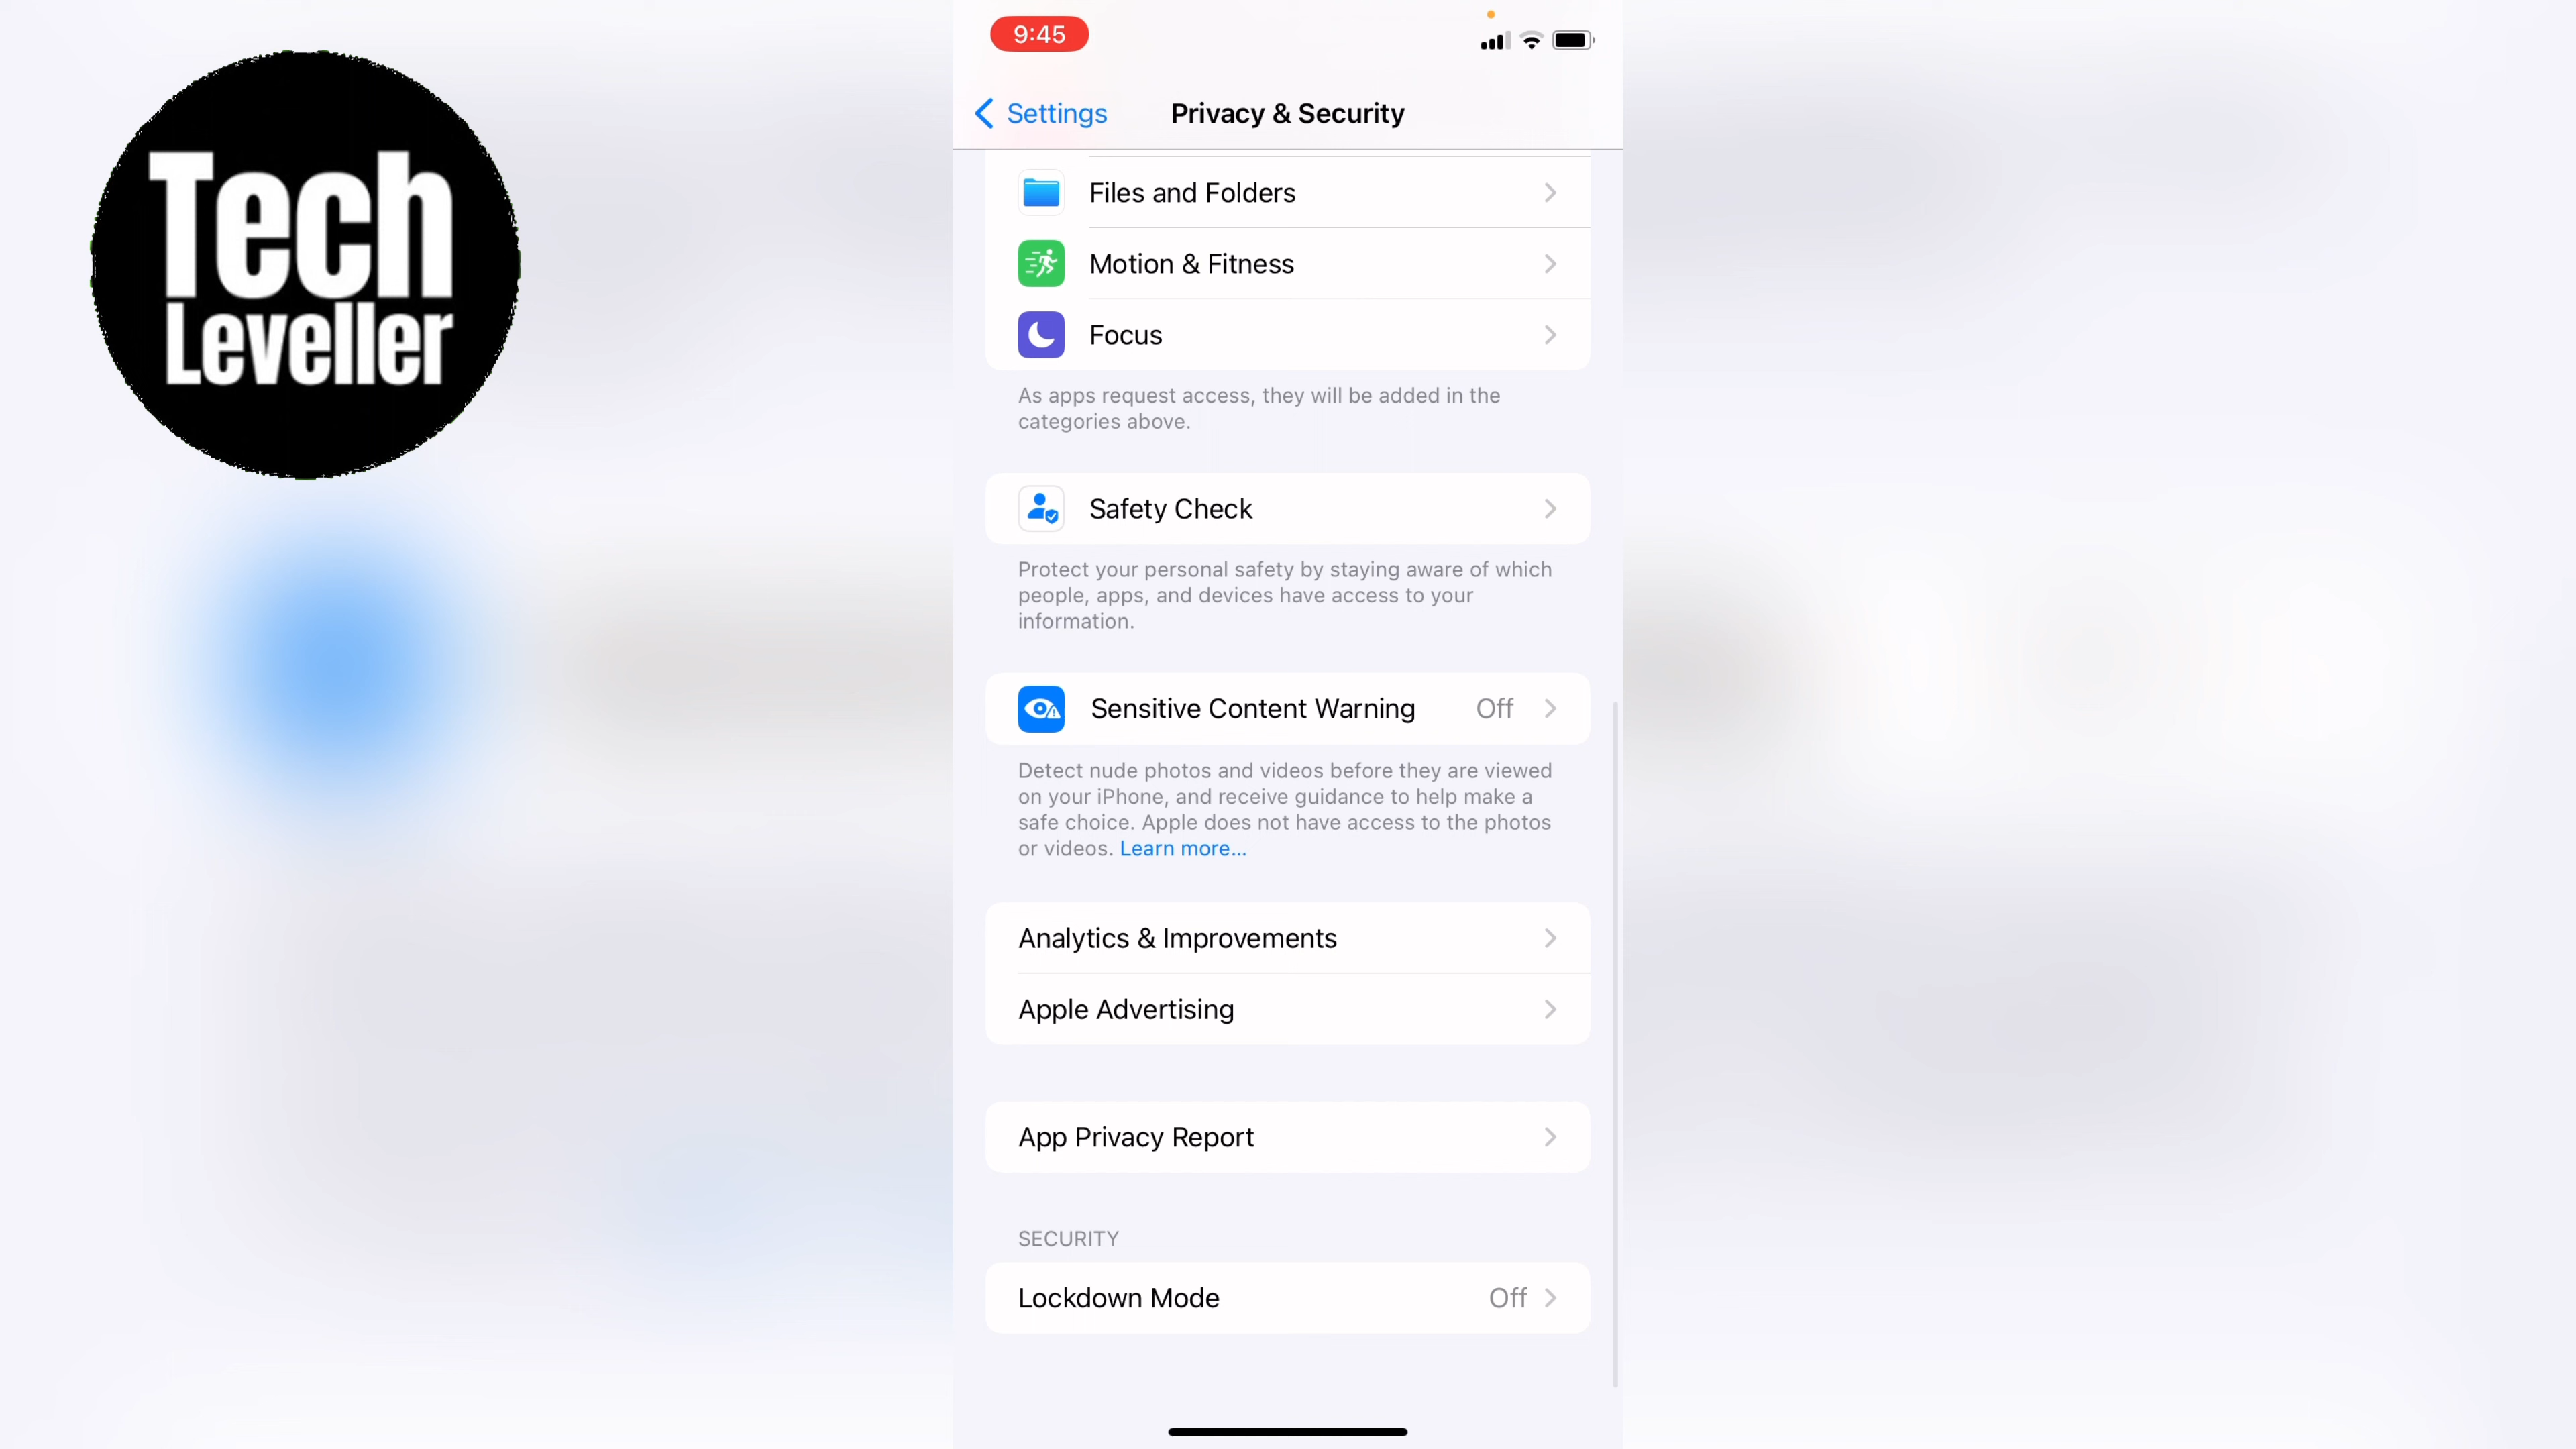 Tech
Leveller
9:45
Settings
Privacy & Security
Files and Folders
Motion & Fitness
Focus
As apps request access, they will be added in the
categories above.
Safety Check
Protect your personal safety by staying aware of which
people, apps, and devices have access to your
information.
Sensitive Content Warning Off
Detect nude photos and videos before they are viewed
on your iPhone, and receive guidance to help make a
safe choice. Apple does not have access to the photos
or videos. Learn more...
Analytics & Improvements
Apple Advertising
App Privacy Report
SECURITY
Lockdown Mode Off